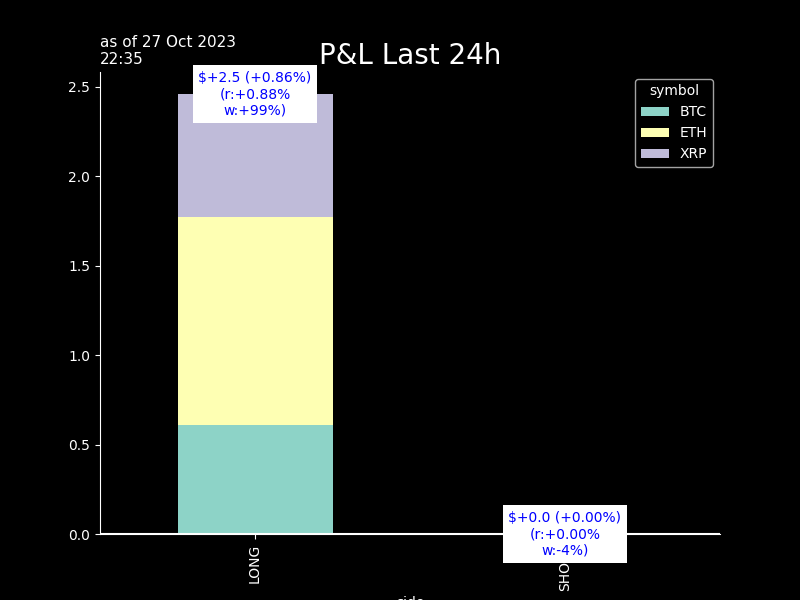 as of 27 Oct 2023
22:35
P&L Last 24h
$+2.5 (+0.86%)
(r:+0.88%
w:+99%)
symbol
BTC
ETH
XRP
2.5
2.0
1.5
1.0
0.5
0.0
$+0.0 (+0.00%)
(r:+0.00%
w:-4%)
LONG
SHO
side